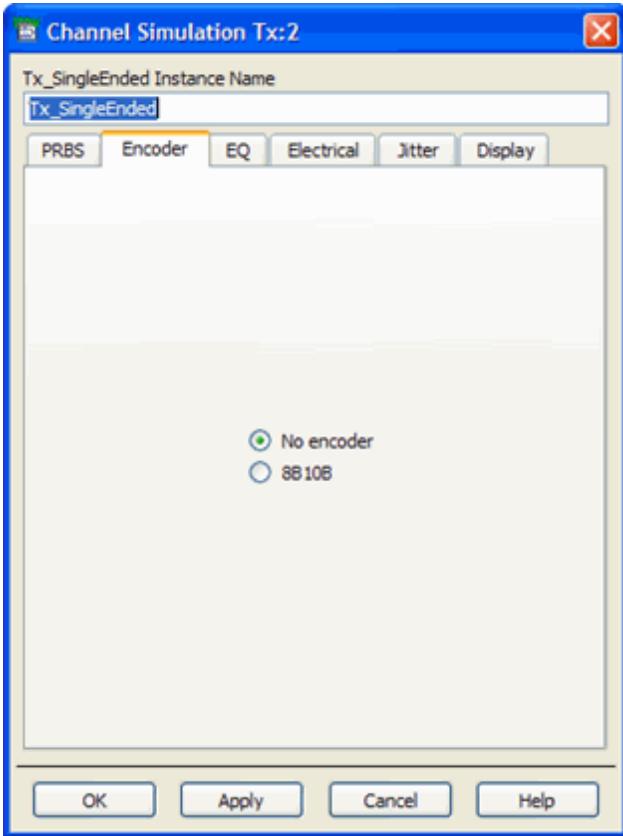 Channel Simulation Tx:2
Tx_SingleEnded Instance Name
Tx_SingleEnded
PRBS Encoder EQ Electrical Jitter Display
No encoder
8B10B
OK Apply Cancel Help